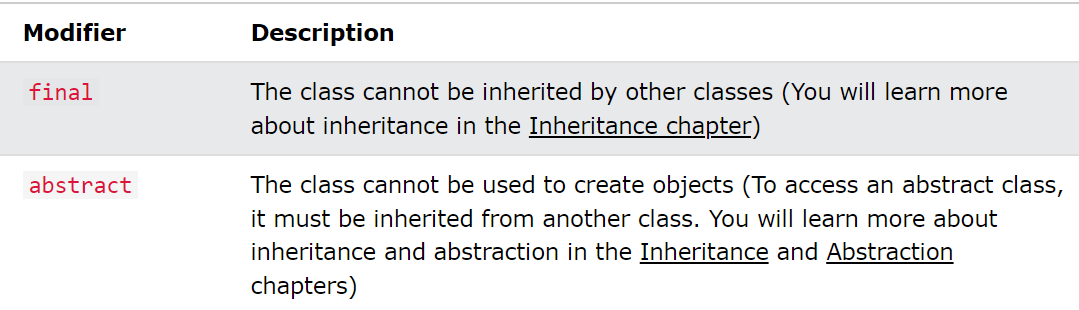 Modifier Description
final The class cannot be inherited by other classes (You will learn more
about inheritance in the Inheritance chapter)
abstract The class cannot be used to create objects (To access an abstract class,
it must be inherited from another class. You will learn more about
inheritance and abstraction in the Inheritance and Abstraction
chapters)